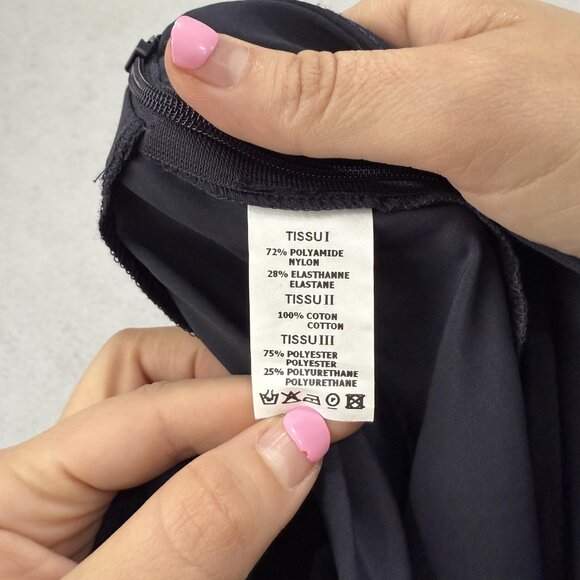 TISSU I
72% POLYAMIDE
NYLON
28% ELASTHANNE
ELASTANE
TISSU II
100% COTON
COTTON
TISSU III
75% POLYESTER
POLYESTER
25% POLYURETHANE
POLYURETHANE